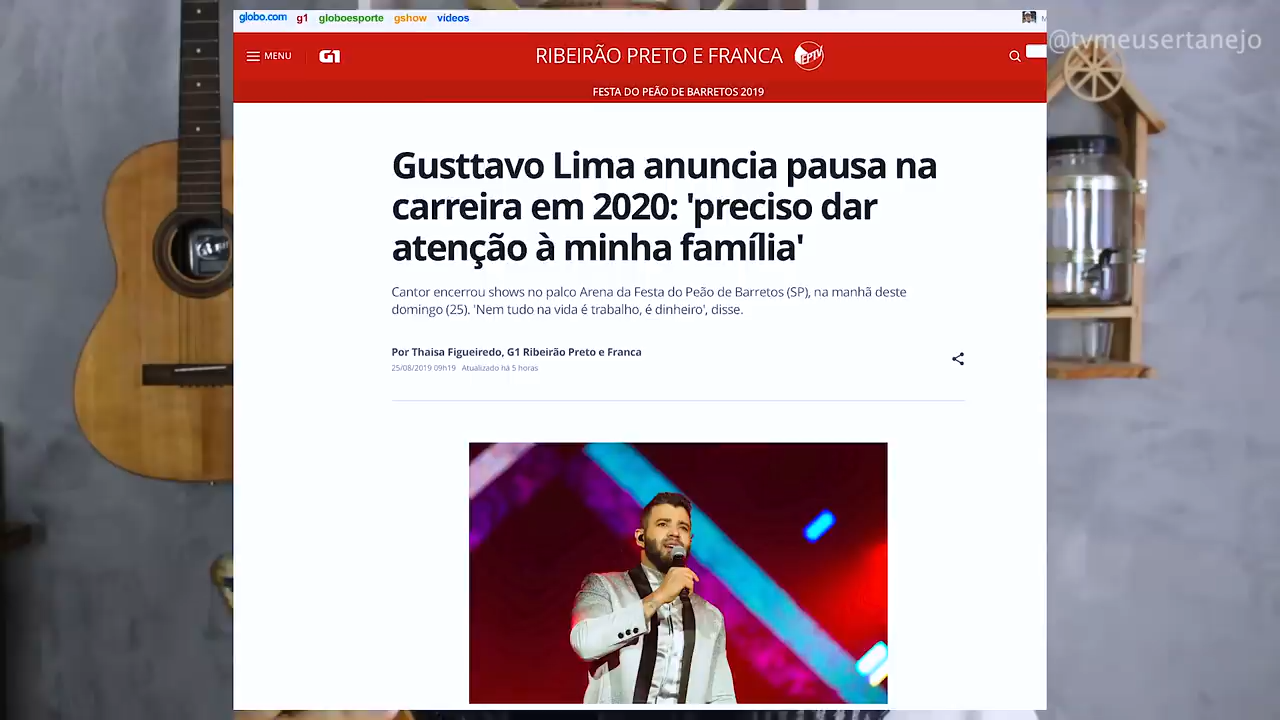 globo.com g1 globoesporte gshow vídeos
@tvmeusertanejo
MENU G1 RIBEIRÃO PRETO E FRANCA EPTV
FESTA DO PEÃO DE BARRETOS 2019
Gusttavo Lima anuncia pausa na
carreira em 2020: 'preciso dar
atenção à minha família'
Cantor encerrou shows no palco Arena da Festa do Peão de Barretos (SP), na manhã deste
domingo (25). 'Nem tudo na vida é trabalho, é dinheiro', disse.
Por Thaisa Figueiredo, G1 Ribeirão Preto e Franca
25/08/2019 09h19 Atualizado há 5 horas